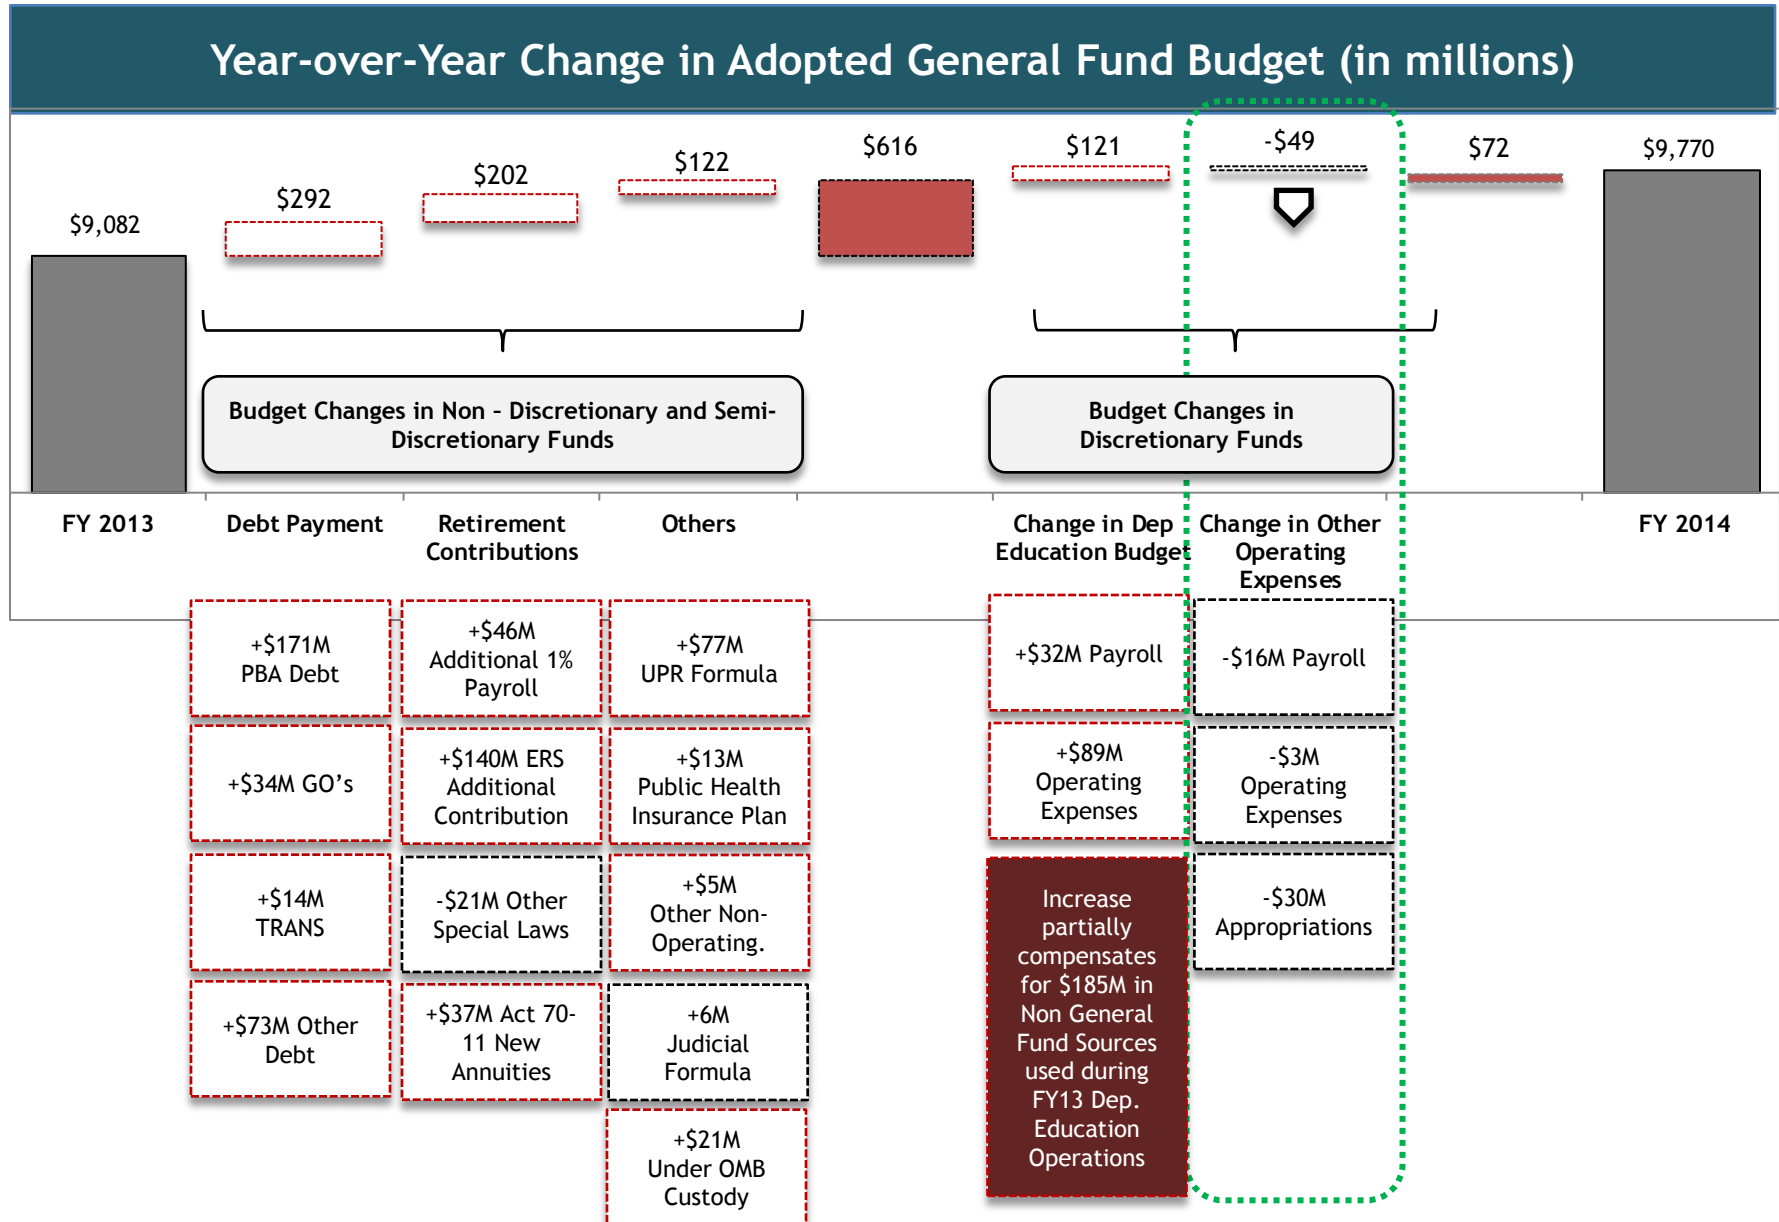 Year-over-Year Change in Adopted General Fund Budget (in millions)
$9,082
$292
$202
$122
$616
$121
-$49
$72
$9,770
Budget Changes in Non – Discretionary and Semi-
Discretionary Funds
Budget Changes in
Discretionary Funds
FY 2013
Debt Payment
Retirement
Contributions
Others
Change in Dep
Education Budget
Change in Other
Operating
Expenses
FY 2014
+$171M
PBA Debt
+$34M GO’s
+$14M
TRANS
+$73M Other
Debt
+$46M
Additional 1%
Payroll
+$140M ERS
Additional
Contribution
-$21M Other
Special Laws
+$37M Act 70-
11 New
Annuities
+$77M
UPR Formula
+$13M
Public Health
Insurance Plan
+$5M
Other Non-
Operating.
+6M
Judicial
Formula
+$21M
Under OMB
Custody
+$32M Payroll
+$89M
Operating
Expenses
Increase
partially
compensates
for $185M in
Non General
Fund Sources
used during
FY13 Dep.
Education
Operations
-$16M Payroll
-$3M
Operating
Expenses
-$30M
Appropriations